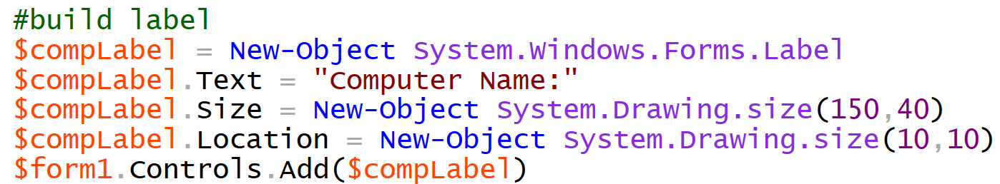 #build label
$compLabel = New-Object System.Windows.Forms.Label
$compLabel.Text = "Computer Name:"
$compLabel.Size = New-Object System.Drawing.size(150,40)
$compLabel.Location = New-Object System.Drawing.size(10,10)
$form1.Controls.Add($compLabel)